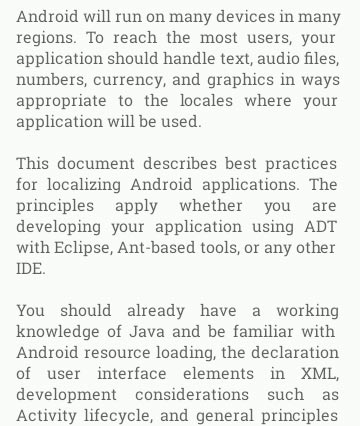 Android will run on many devices in many
regions. To reach the most users, your
application should handle text, audio files,
numbers, currency, and graphics in ways
appropriate to the locales where your
application will be used.
This document describes best practices
for localizing Android applications. The
principles apply whether you are
developing your application using ADT
with Eclipse, Ant-based tools, or any other
IDE.
You should already have a working
knowledge of Java and be familiar with
Android resource loading, the declaration
of user interface elements in XML,
development considerations such as
Activity lifecycle, and general principles